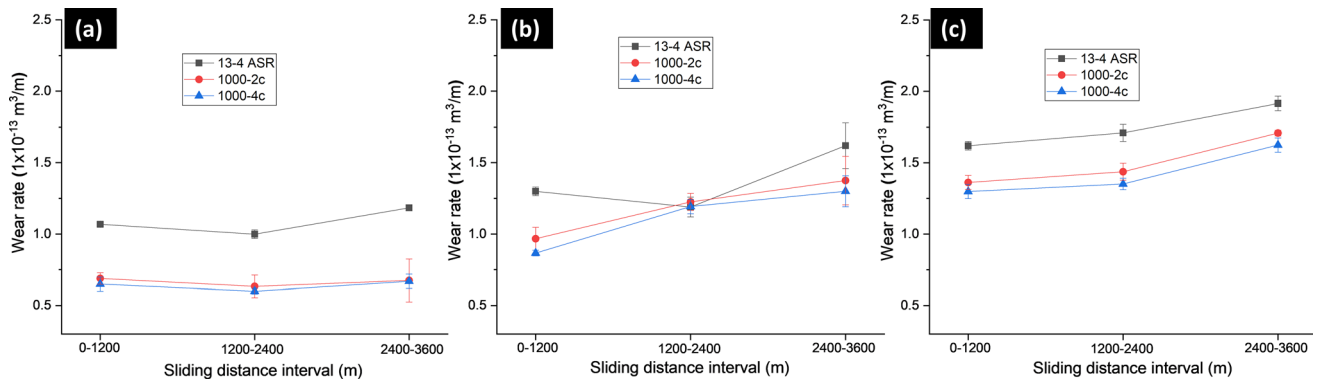 (a)
2.5
2.0
1.5
1.0
0.5
Wear rate (1x10⁻¹³ m³/m)
13-4 ASR
1000-2c
1000-4c
0-1200
1200-2400
2400-3600
Sliding distance interval (m)
(b)
2.5
2.0
1.5
1.0
0.5
Wear rate (1x10⁻¹³ m³/m)
13-4 ASR
1000-2c
1000-4c
0-1200
1200-2400
2400-3600
Sliding distance interval (m)
(c)
2.5
2.0
1.5
1.0
0.5
Wear rate (1x10⁻¹³ m³/m)
13-4 ASR
1000-2c
1000-4c
0-1200
1200-2400
2400-3600
Sliding distance interval (m)